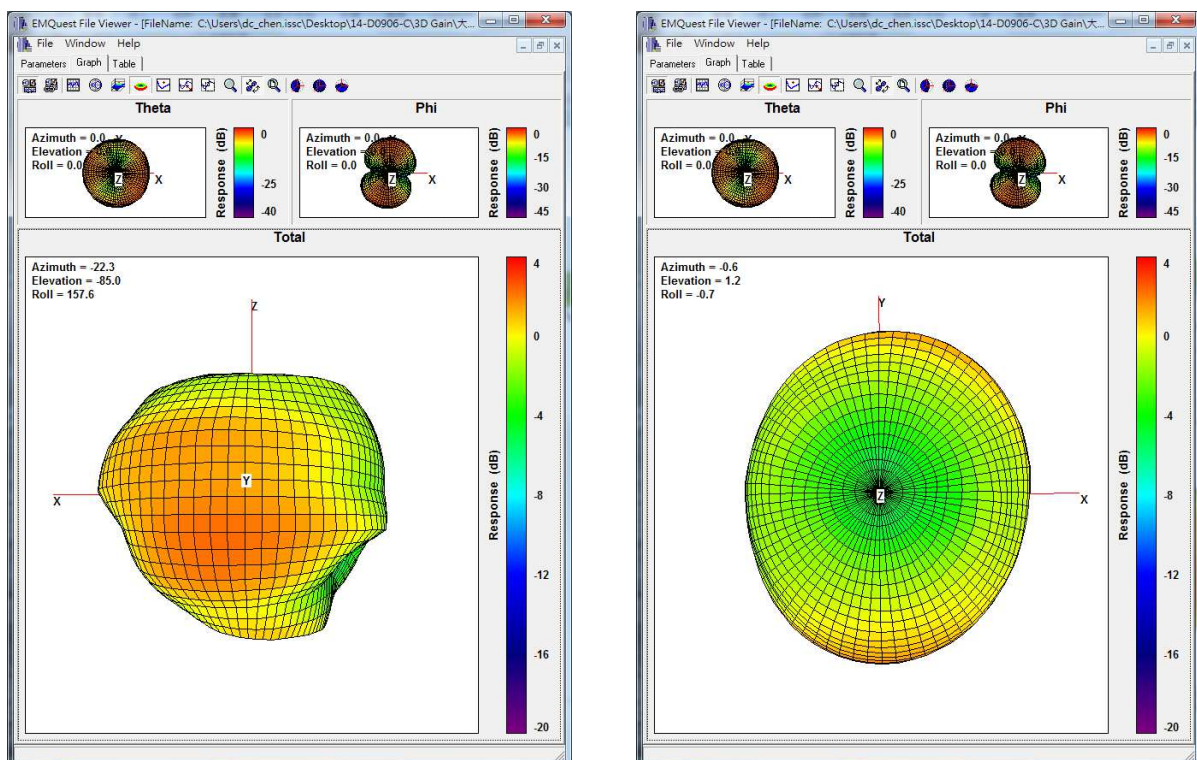 EMQuest File Viewer - [FileName: C:\Users\dc_chen.issc\Desktop\14-D0906-C\3D Gain\大...
File Window Help
Parameters Graph Table
Theta
Azimuth = 0.0
Elevation =
Roll = 0.0
Z
X
Response (dB)
0
-25
-40
Phi
Azimuth = 0.0
Elevation =
Roll = 0.0
Z
X
Response (dB)
0
-15
-30
-45
Total
Azimuth = -22.3
Elevation = -85.0
Roll = 157.6
Z
Y
X
Response (dB)
4
0
-4
-8
-12
-16
-20
EMQuest File Viewer - [FileName: C:\Users\dc_chen.issc\Desktop\14-D0906-C\3D Gain\大...
File Window Help
Parameters Graph Table
Theta
Azimuth = 0.0
Elevation =
Roll = 0.0
Z
X
Response (dB)
0
-25
-40
Phi
Azimuth = 0.0
Elevation =
Roll = 0.0
Z
X
Response (dB)
0
-15
-30
-45
Total
Azimuth = -0.6
Elevation = 1.2
Roll = -0.7
Y
Z
X
Response (dB)
4
0
-4
-8
-12
-16
-20